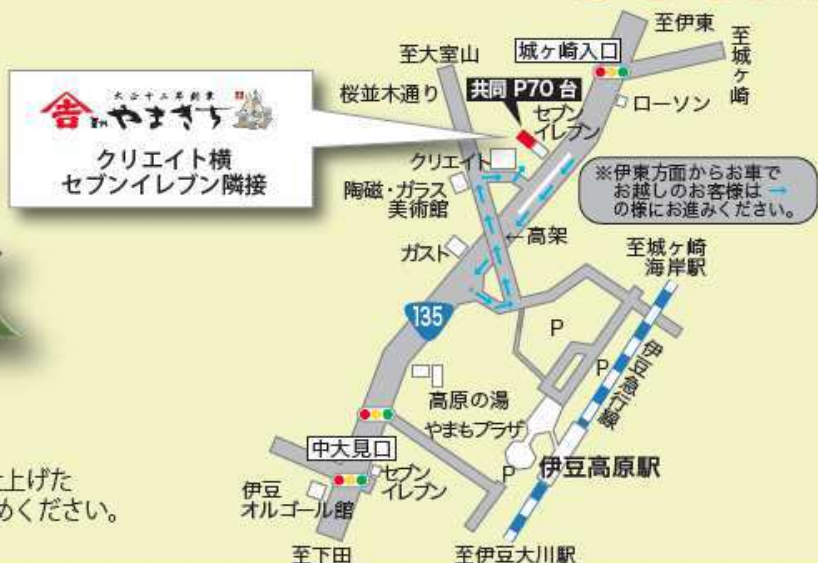 至伊東
至城ヶ崎
城ヶ崎入口
至大室山
桜並木通り
共同 P70 台
セブン
イレブン
ローソン
大正十二年創業
吉
やまきち
クリエイト横
セブンイレブン隣接
クリエイト
陶磁・ガラス
美術館
※伊東方面からお車で
お越しのお客様は →
の様にお進みください。
←高架
ガスト
至城ヶ崎
海岸駅
135
P
P
伊豆急行線
高原の湯
やまもプラザ
P
伊豆高原駅
中大見口
セブン
イレブン
伊豆
オルゴール館
上げた
めください。
至下田
至伊豆大川駅